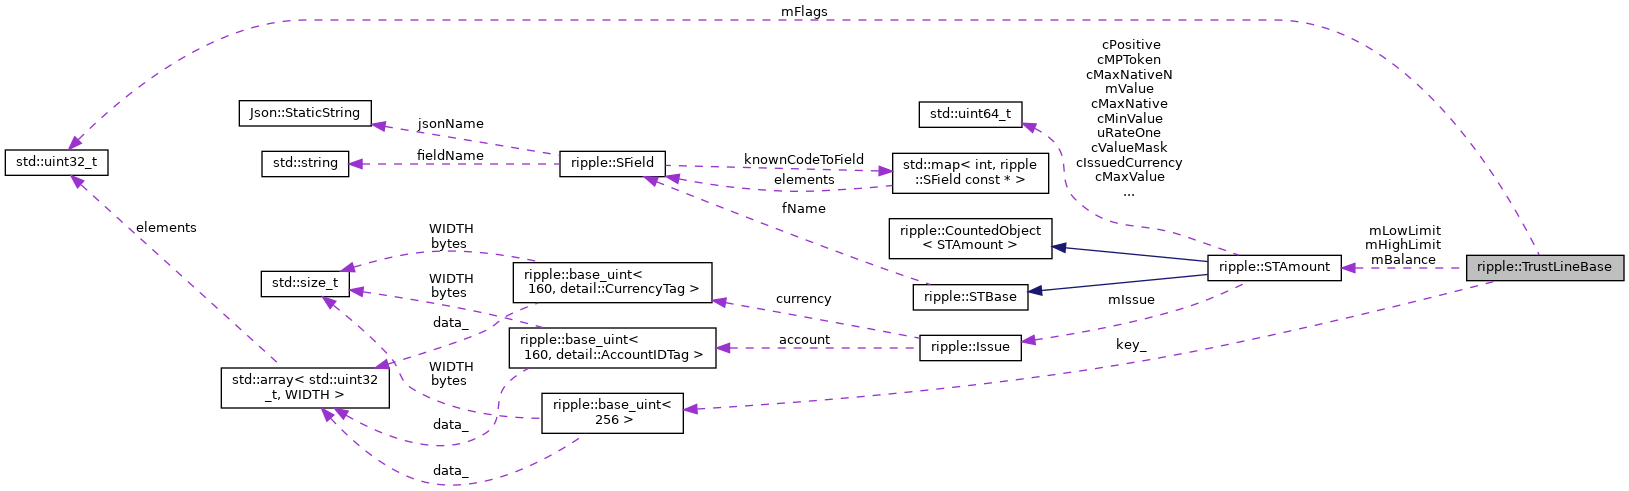 mFlags
cPositive
cMPToken
cMaxNativeN
mValue
cMaxNative
cMinValue
uRateOne
cValueMask
cIssuedCurrency
cMaxValue
...
Json::StaticString
std::uint64_t
jsonName
std::uint32_t
std::string
fieldName
ripple::SField
knownCodeToField
elements
std::map< int, ripple
::SField const * >
fName
elements
WIDTH
bytes
ripple::CountedObject
< STAmount >
mLowLimit
mHighLimit
mBalance
ripple::STAmount
ripple::TrustLineBase
std::size_t
WIDTH
bytes
ripple::base_uint<
160, detail::CurrencyTag >
currency
ripple::STBase
mIssue
data_
ripple::base_uint<
160, detail::AccountIDTag >
account
ripple::Issue
key_
std::array< std::uint32
_t, WIDTH >
WIDTH
bytes
ripple::base_uint<
256 >
data_
data_